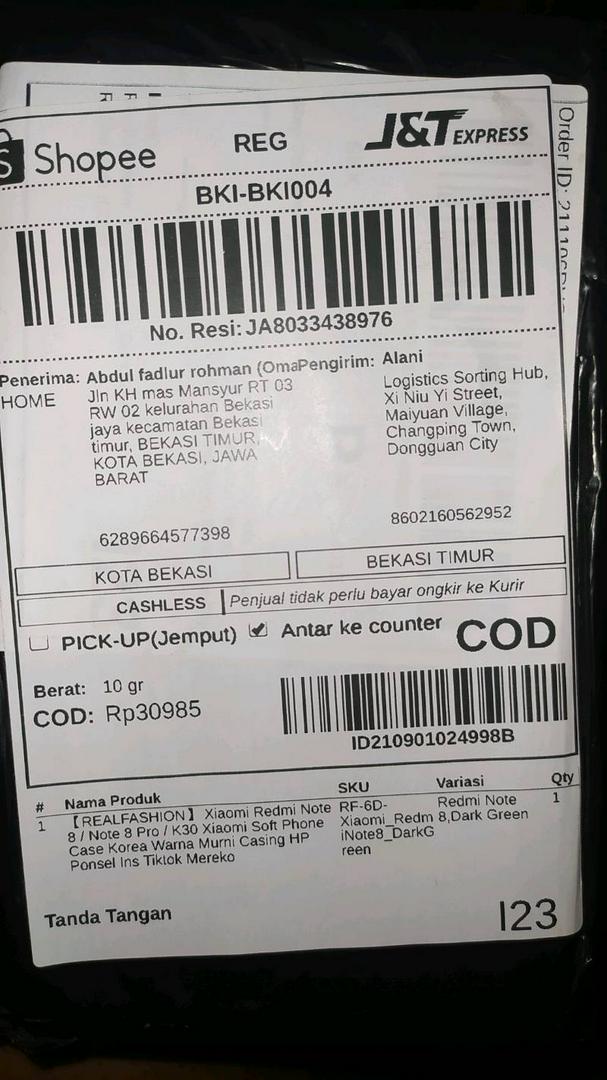 Shopee
REG
J&T EXPRESS
BKI-BKI004
No. Resi: JA8033438976
Penerima: Abdul fadlur rohman (Oma
HOME
Jln KH mas Mansyur RT 03
RW 02 kelurahan Bekasi
jaya kecamatan Bekasi
timur, BEKASI TIMUR,
KOTA BEKASI, JAWA
BARAT
6289664577398
Pengirim: Alani
Logistics Sorting Hub,
Xi Niu Yi Street,
Maiyuan Village,
Changping Town,
Dongguan City
8602160562952
KOTA BEKASI
BEKASI TIMUR
CASHLESS
Penjual tidak perlu bayar ongkir ke Kurir
PICK-UP(Jemput)
Antar ke counter
COD
Berat: 10 gr
COD: Rp30985
ID210901024998B
# Nama Produk SKU Variasi Qty
1 【REALFASHION】 Xiaomi Redmi Note RF-6D- Redmi Note 1
8 / Note 8 Pro / K30 Xiaomi Soft Phone Xiaomi_Redm 8,Dark Green
Case Korea Warna Murni Casing HP iNote8_DarkG
Ponsel Ins Tiktok Mereko reen
Tanda Tangan
I23
Order ID: